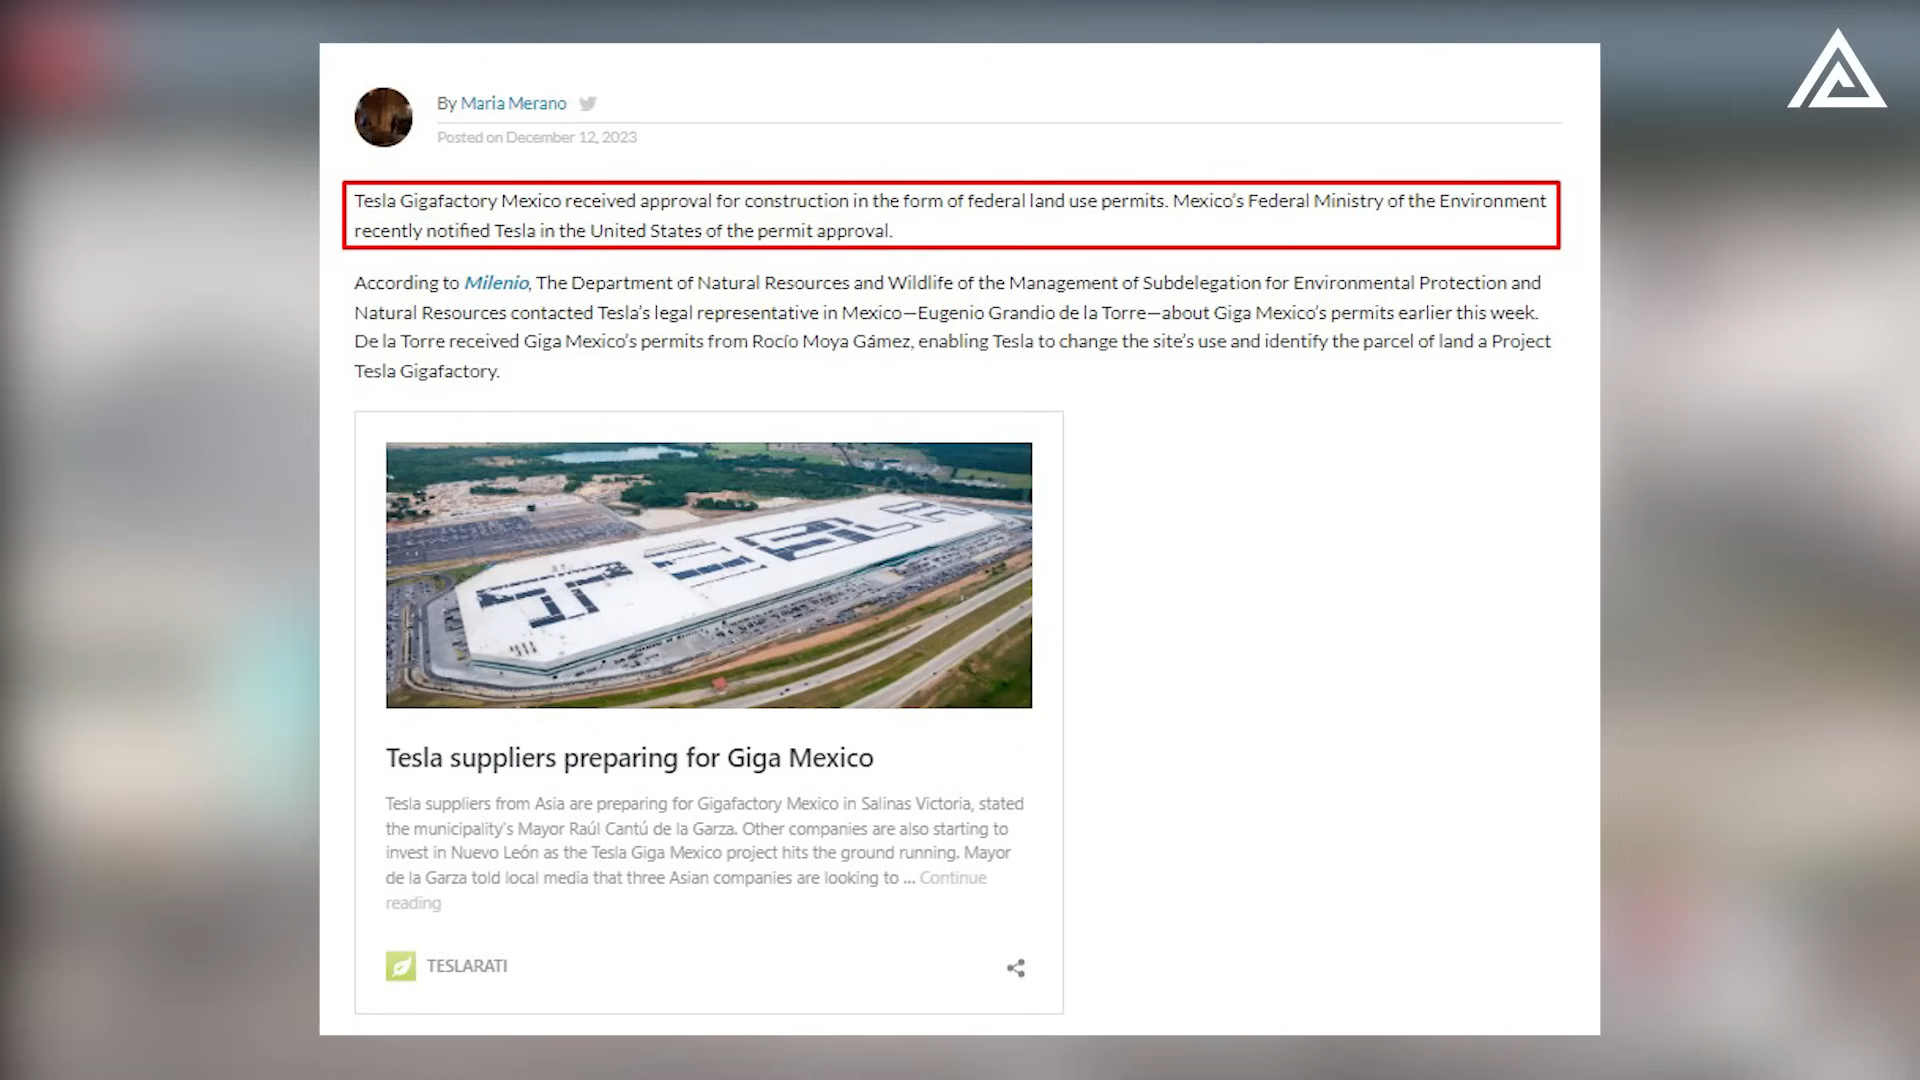 By Maria Merano
Posted on December 12, 2023
Tesla Gigafactory Mexico received approval for construction in the form of federal land use permits. Mexico's Federal Ministry of the Environment
recently notified Tesla in the United States of the permit approval.
According to Milenio, The Department of Natural Resources and Wildlife of the Management of Subdelegation for Environmental Protection and
Natural Resources contacted Tesla's legal representative in Mexico—Eugenio Grandio de la Torre—about Giga Mexico's permits earlier this week.
De la Torre received Giga Mexico's permits from Rocío Moya Gámez, enabling Tesla to change the site's use and identify the parcel of land a Project
Tesla Gigafactory.
TESLA
Tesla suppliers preparing for Giga Mexico
Tesla suppliers from Asia are preparing for Gigafactory Mexico in Salinas Victoria, stated
the municipality's Mayor Raúl Cantú de la Garza. Other companies are also starting to
invest in Nuevo León as the Tesla Giga Mexico project hits the ground running. Mayor
de la Garza told local media that three Asian companies are looking to ... Continue
reading
TESLARATI